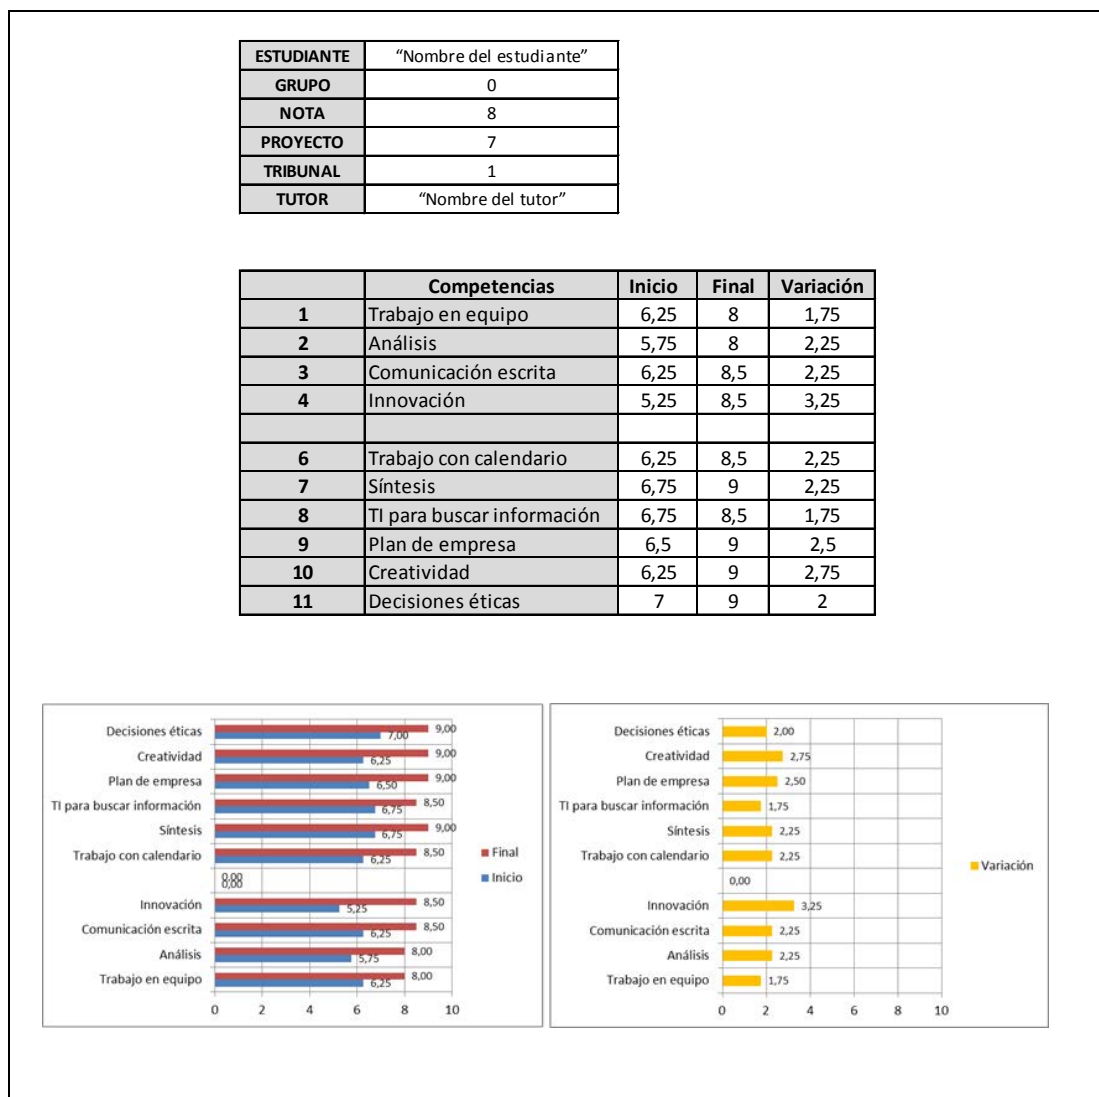 ESTUDIANTE “Nombre del estudiante”
GRUPO 0
NOTA 8
PROYECTO 7
TRIBUNAL 1
TUTOR “Nombre del tutor”
Competencias Inicio Final Variación
1 Trabajo en equipo 6,25 8 1,75
2 Análisis 5,75 8 2,25
3 Comunicación escrita 6,25 8,5 2,25
4 Innovación 5,25 8,5 3,25
6 Trabajo con calendario 6,25 8,5 2,25
7 Síntesis 6,75 9 2,25
8 TI para buscar información 6,75 8,5 1,75
9 Plan de empresa 6,5 9 2,5
10 Creatividad 6,25 9 2,75
11 Decisiones éticas 7 9 2
Decisiones éticas 9,00
7,00
Creatividad 9,00
6,25
Plan de empresa 9,00
6,50
TI para buscar información 8,50
6,75
Síntesis 9,00
6,75
Trabajo con calendario 8,50
6,25
0,00
0,00
Innovación 8,50
5,25
Comunicación escrita 8,50
6,25
Análisis 8,00
5,75
Trabajo en equipo 8,00
6,25
0 2 4 6 8 10
Final
Inicio
Decisiones éticas 2,00
Creatividad 2,75
Plan de empresa 2,50
TI para buscar información 1,75
Síntesis 2,25
Trabajo con calendario 2,25
0,00
Innovación 3,25
Comunicación escrita 2,25
Análisis 2,25
Trabajo en equipo 1,75
0 2 4 6 8 10
Variación